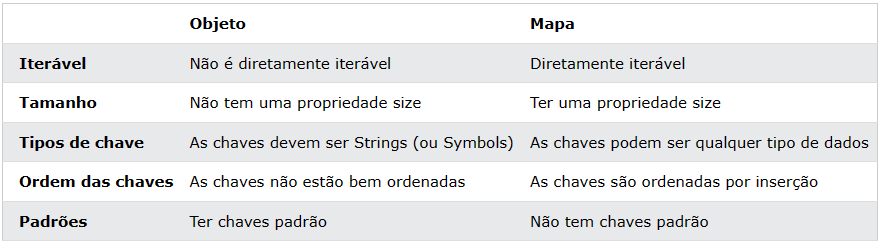 Objeto Mapa
Iterável Não é diretamente iterável Diretamente iterável
Tamanho Não tem uma propriedade size Ter uma propriedade size
Tipos de chave As chaves devem ser Strings (ou Symbols) As chaves podem ser qualquer tipo de dados
Ordem das chaves As chaves não estão bem ordenadas As chaves são ordenadas por inserção
Padrões Ter chaves padrão Não tem chaves padrão